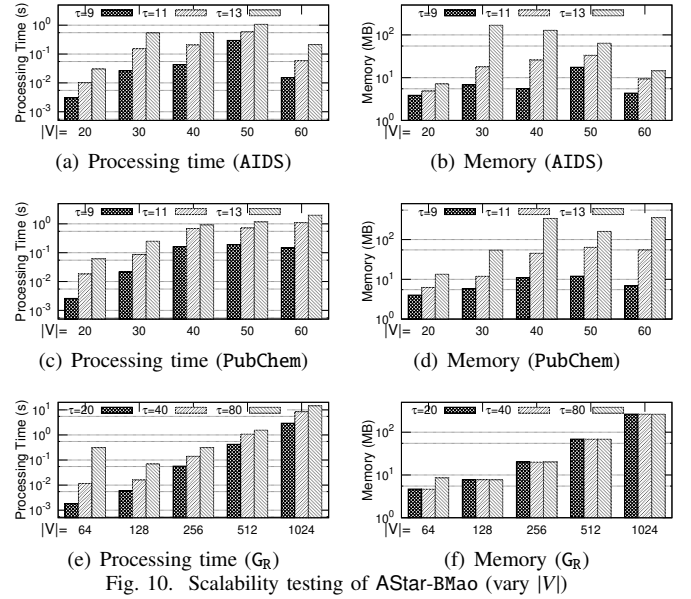 τ=9 τ=11 τ=13
Processing Time (s)
10^0
10^-1
10^-2
10^-3
|V|= 20 30 40 50 60
(a) Processing time (AIDS)
τ=9 τ=11 τ=13
Memory (MB)
10^2
10^1
10^0
|V|= 20 30 40 50 60
(b) Memory (AIDS)
τ=9 τ=11 τ=13
Processing Time (s)
10^0
10^-1
10^-2
10^-3
|V|= 20 30 40 50 60
(c) Processing time (PubChem)
τ=9 τ=11 τ=13
Memory (MB)
10^2
10^1
10^0
|V|= 20 30 40 50 60
(d) Memory (PubChem)
τ=20 τ=40 τ=80
Processing Time (s)
10^1
10^0
10^-1
10^-2
10^-3
|V|= 64 128 256 512 1024
(e) Processing time (G_R)
τ=20 τ=40 τ=80
Memory (MB)
10^2
10^1
10^0
|V|= 64 128 256 512 1024
(f) Memory (G_R)
Fig. 10. Scalability testing of AStar-BMao (vary |V|)